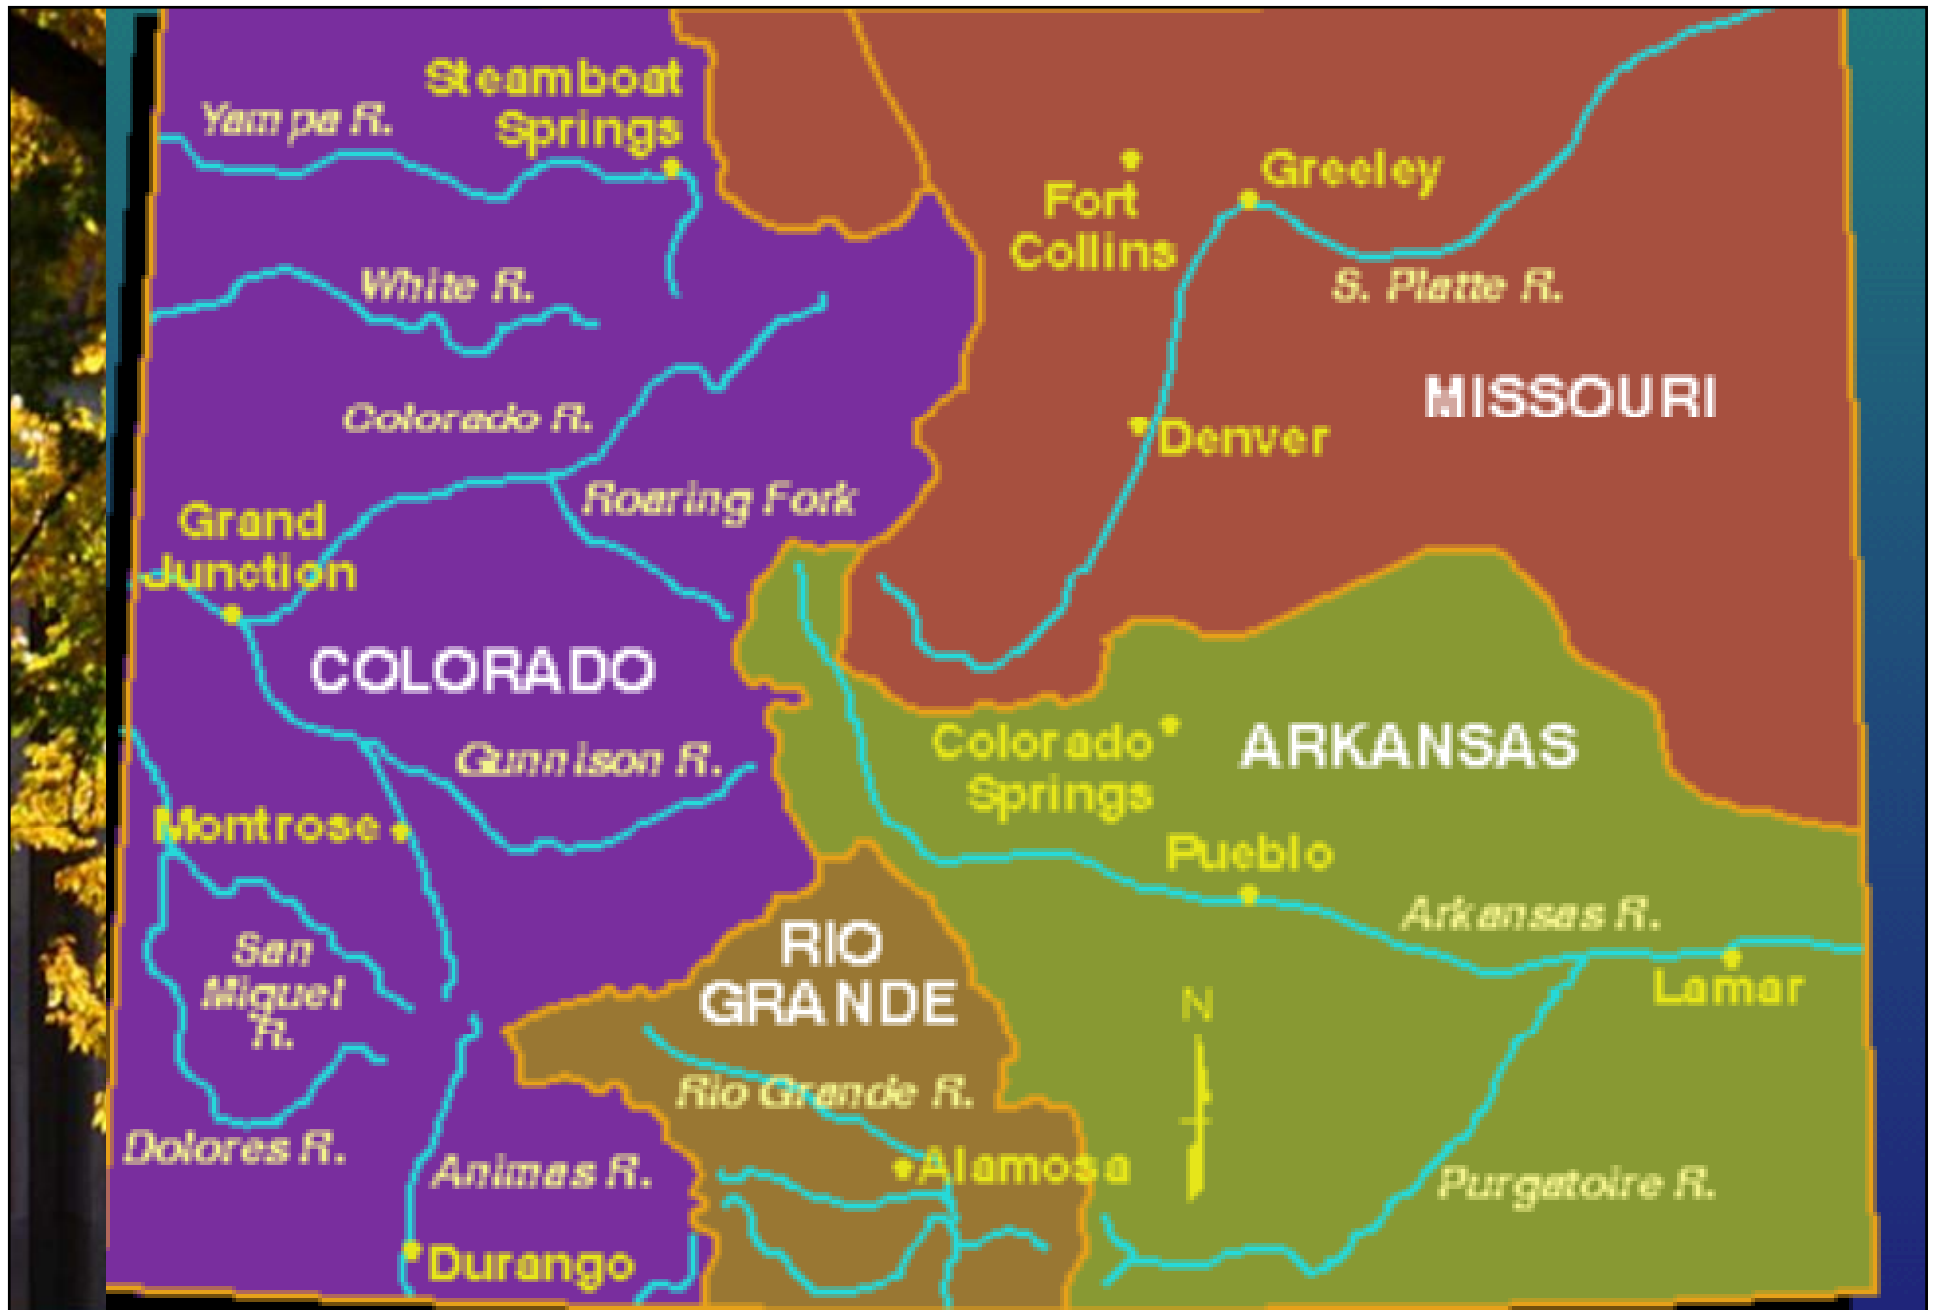 Steamboat
Springs
Yampa R.
Fort
Collins
Greeley
White R.
S. Platte R.
MISSOURI
Colorado R.
Denver
Roaring Fork
Grand
Junction
COLORADO
Gunnison R.
Colorado
Springs
ARKANSAS
Montrose
Pueblo
Arkansas R.
San
Miguel
R.
RIO
GRANDE
Lamar
N
Rio Grande R.
Dolores R.
Animas R.
Alamosa
Purgatoire R.
Durango